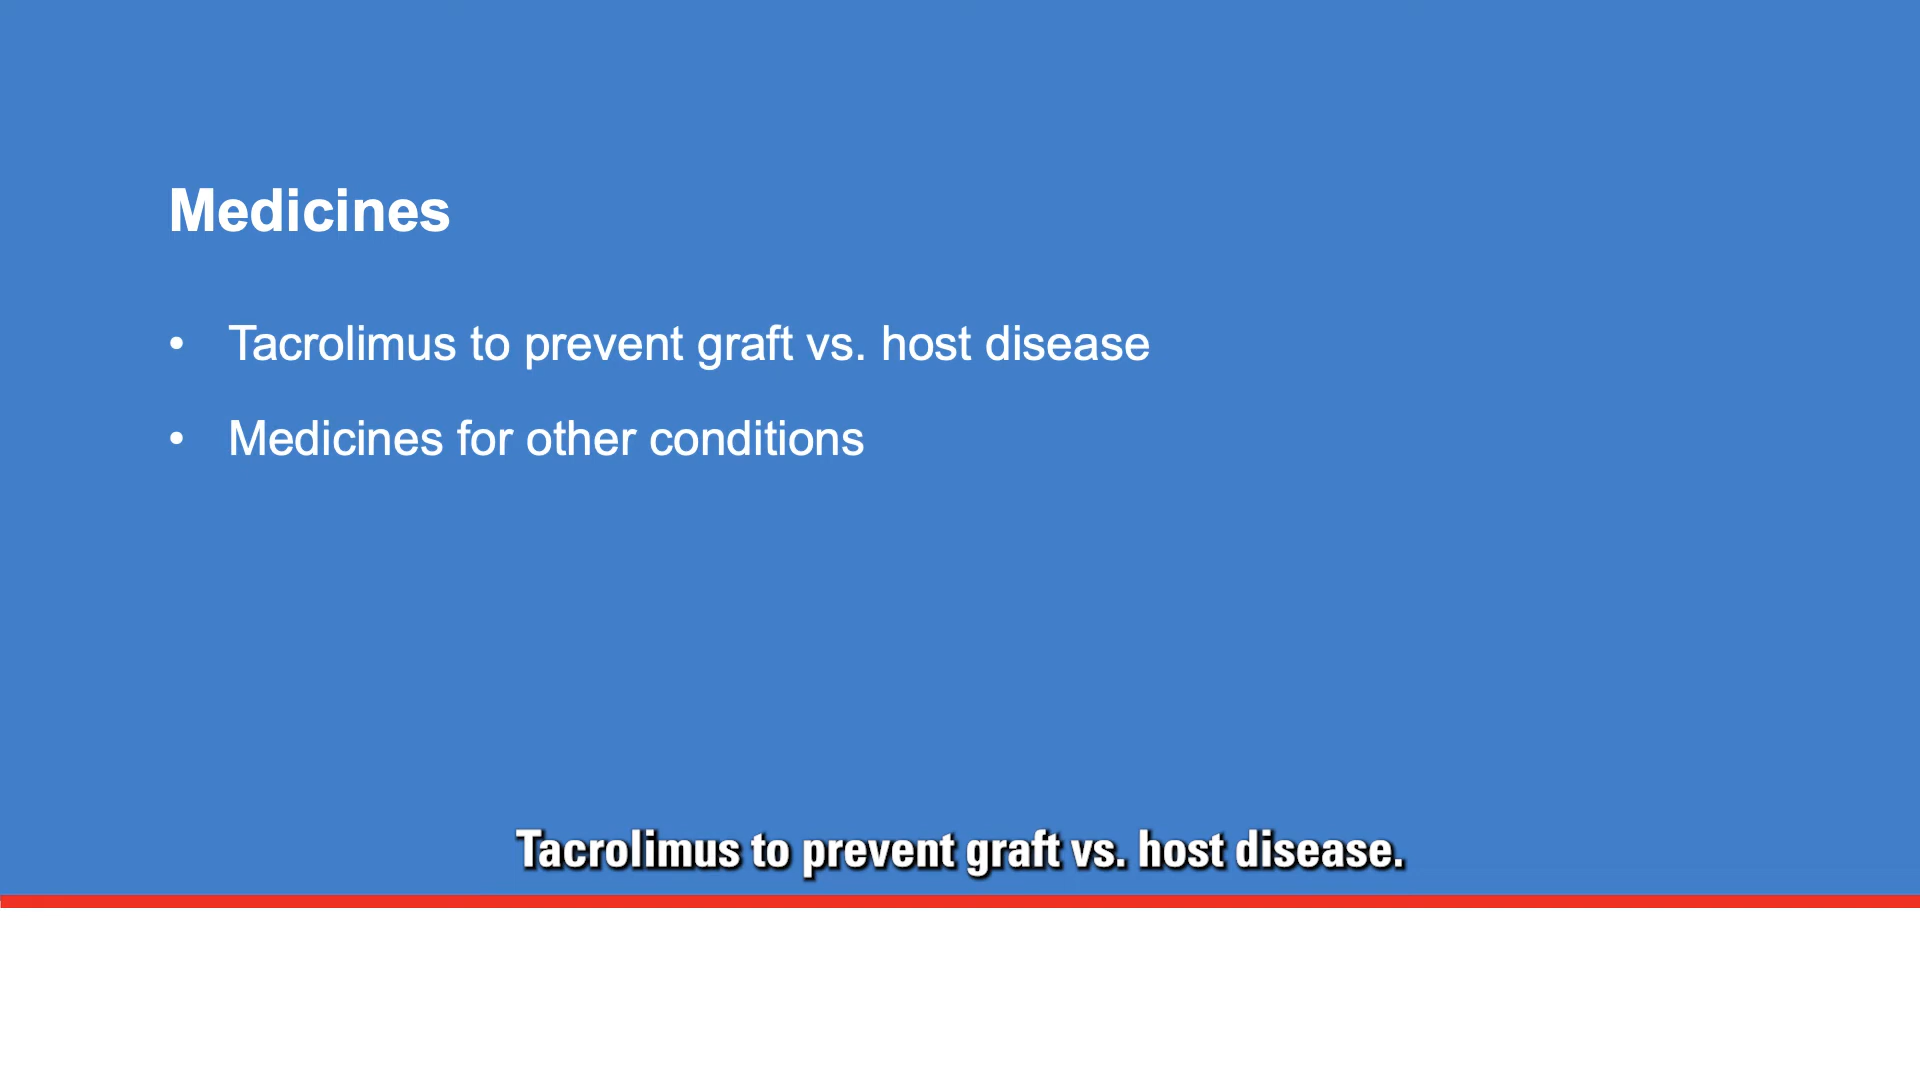 Medicines
• Tacrolimus to prevent graft vs. host disease
• Medicines for other conditions
Tacrolimus to prevent graft vs. host disease.